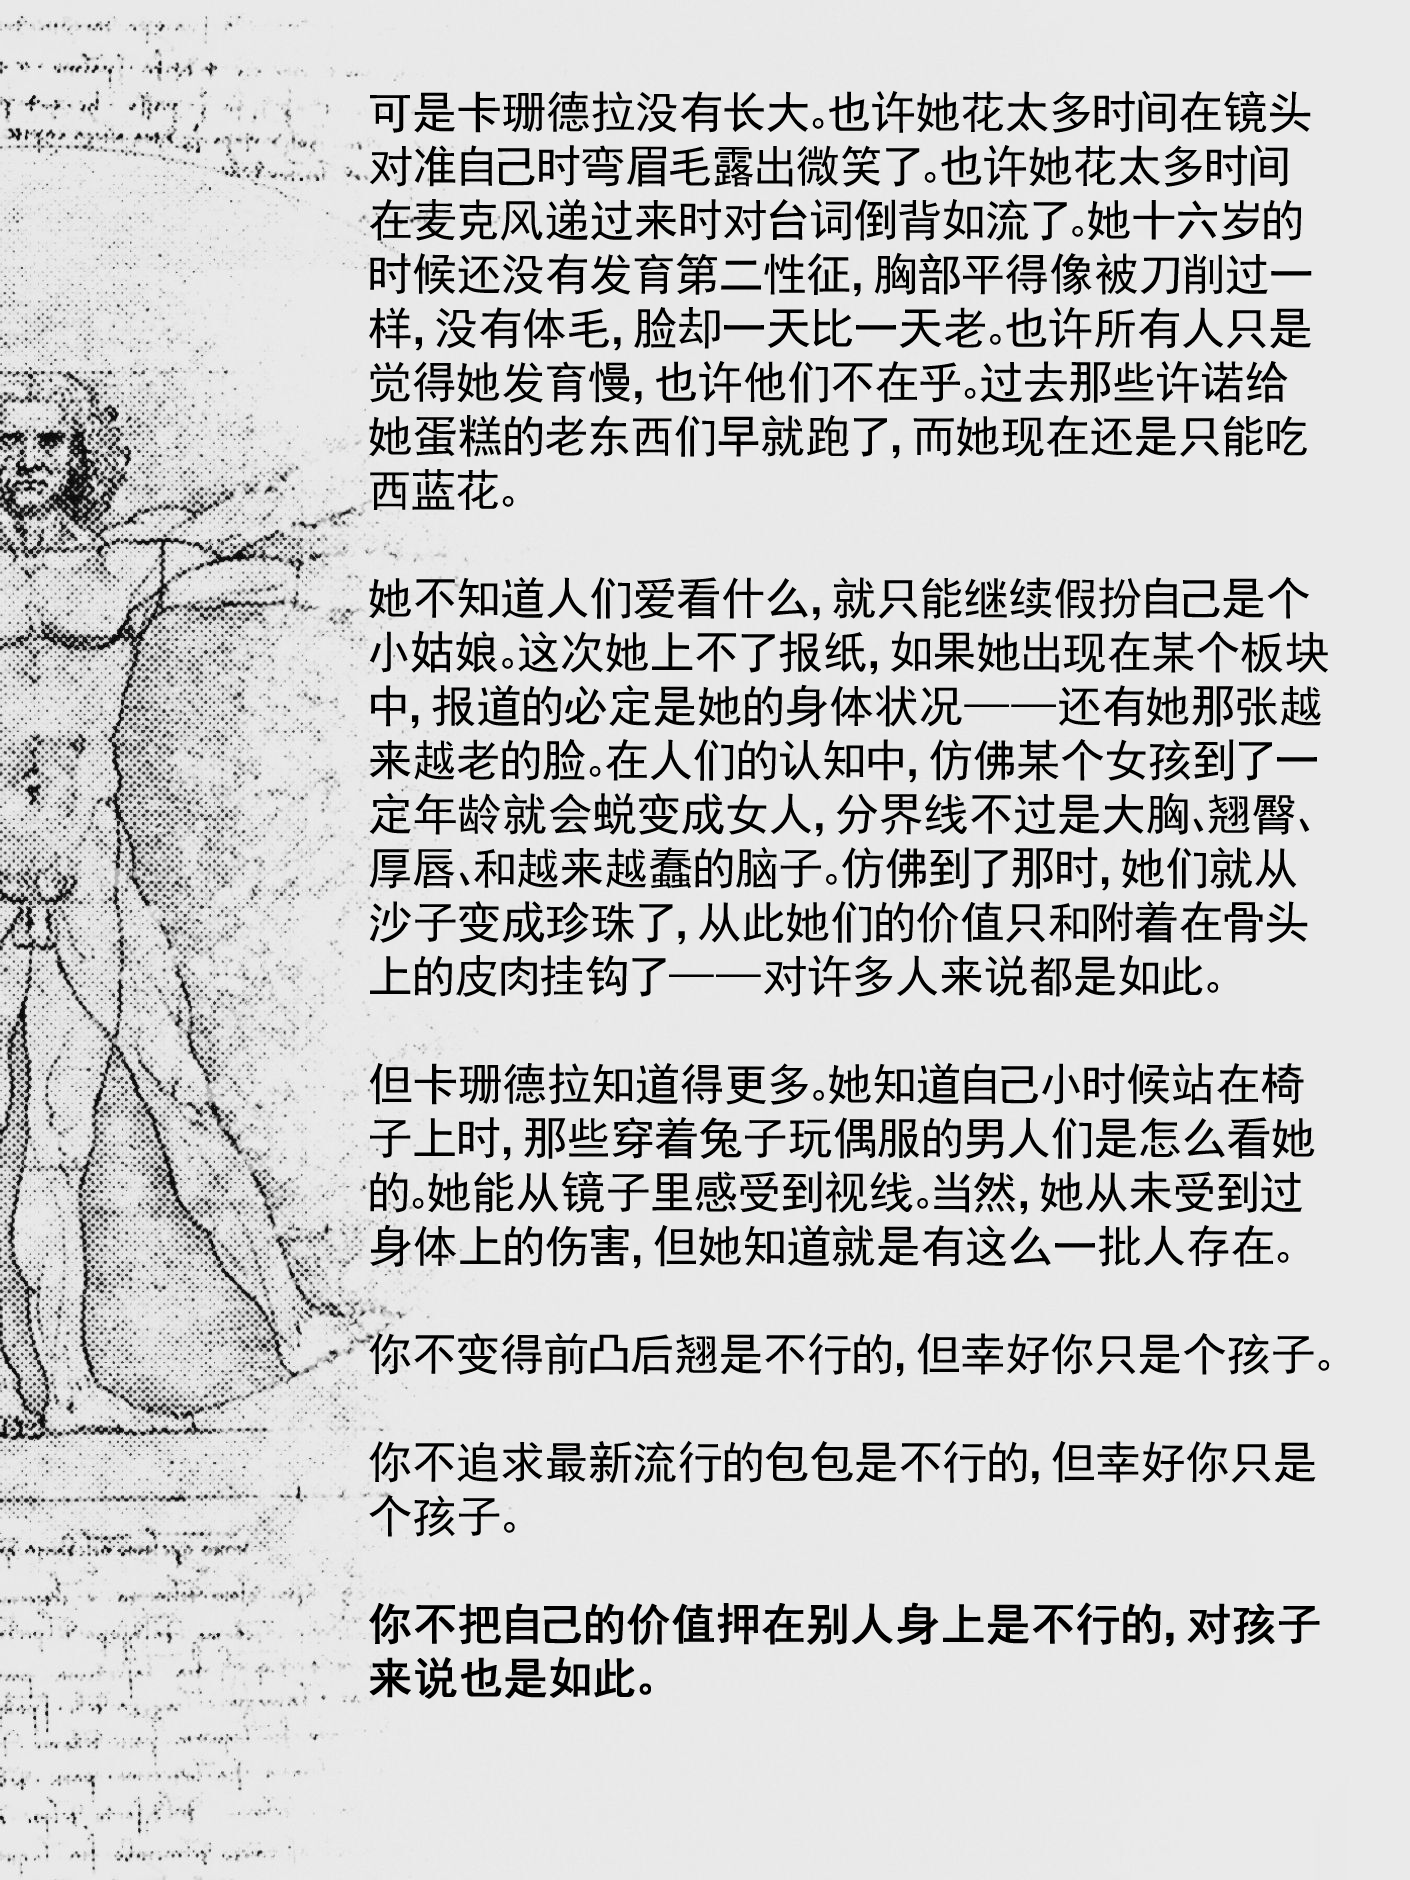 可是卡珊德拉没有长大。也许她花太多时间在镜头
对准自己时弯眉毛露出微笑了。也许她花太多时间
在麦克风递过来时对台词倒背如流了。她十六岁的
时候还没有发育第二性征，胸部平得像被刀削过一
样，没有体毛，脸却一天比一天老。也许所有人只是
觉得她发育慢，也许他们不在乎。过去那些许诺给
她蛋糕的老东西们早就跑了，而她现在还是只能吃
西蓝花。
她不知道人们爱看什么，就只能继续假扮自己是个
小姑娘。这次她上不了报纸，如果她出现在某个板块
中，报道的必定是她的身体状况——还有她那张越
来越老的脸。在人们的认知中，仿佛某个女孩到了一
定年龄就会蜕变成女人，分界线不过是大胸、翘臀、
厚唇、和越来越蠢的脑子。仿佛到了那时，她们就从
沙子变成珍珠了，从此她们的价值只和附着在骨头
上的皮肉挂钩了——对许多人来说都是如此。
但卡珊德拉知道得更多。她知道自己小时候站在椅
子上时，那些穿着兔子玩偶服的男人们是怎么看她
的。她能从镜子里感受到视线。当然，她从未受到过
身体上的伤害，但她知道就是有这么一批人存在。
你不变得前凸后翘是不行的，但幸好你只是个孩子。
你不追求最新流行的包包是不行的，但幸好你只是
个孩子。
你不把自己的价值押在别人身上是不行的，对孩子
来说也是如此。